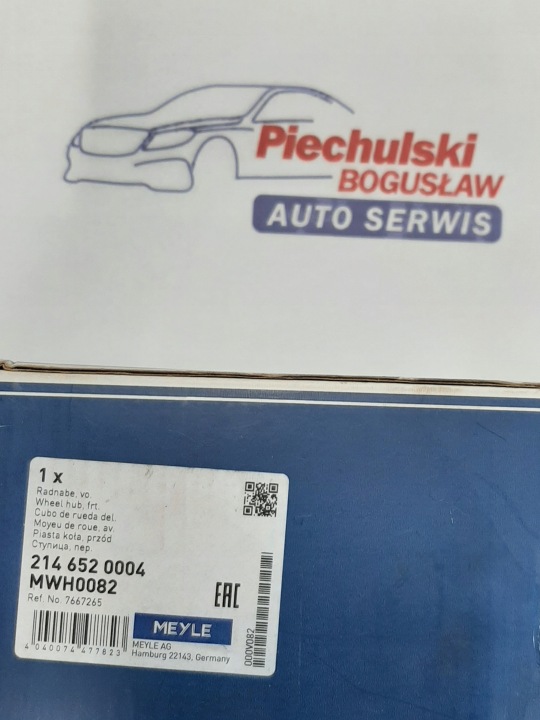 Piechulski
BOGUSŁAW
AUTO SERWIS
1 x
Radnabe, vo.
Wheel hub, frt.
Cubo de rueda del.
Moyeu de roue, av.
Piasta koła, przód
Ступица, пер.
214 652 0004
MWH0082
Ref. No. 7667265
EAC
MEYLE
MEYLE AG
Hamburg 22143, Germany
4 040074 477823
000V082